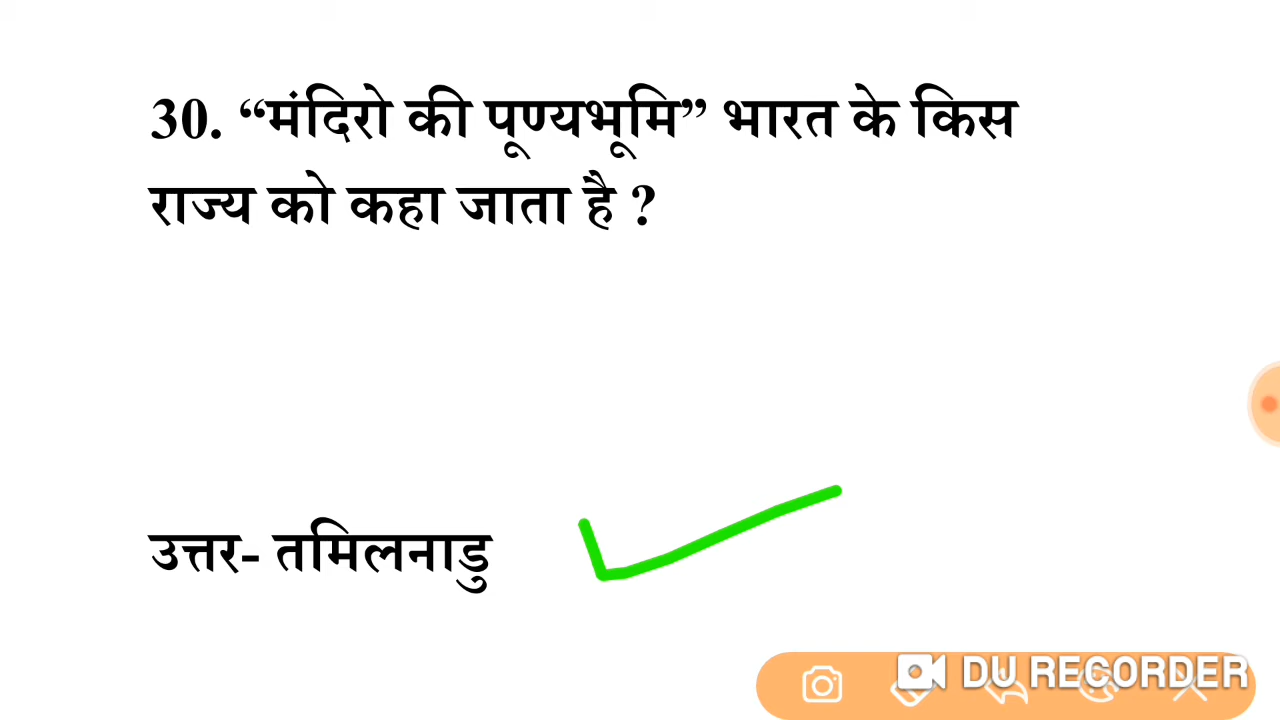 30. “मंदिरो की पूण्यभूमि” भारत के किस
राज्य को कहा जाता है ?
उत्तर- तमिलनाडु
DU RECORDER